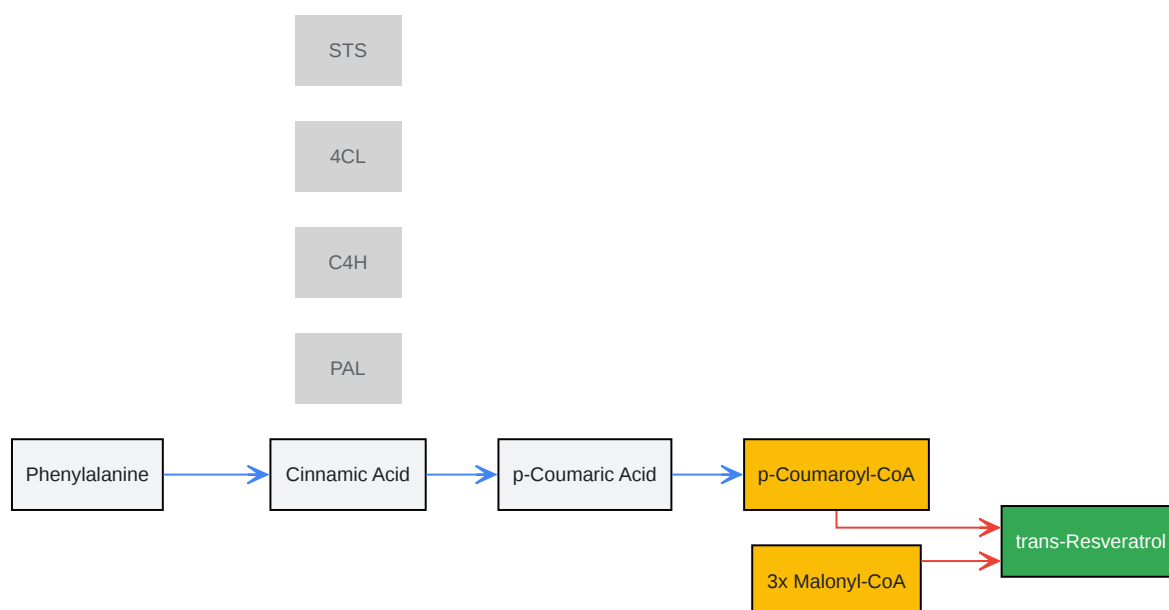 STS
4CL
C4H
PAL
Phenylalanine
Cinnamic Acid
p-Coumaric Acid
p-Coumaroyl-CoA
trans-Resveratrol
3x Malonyl-CoA